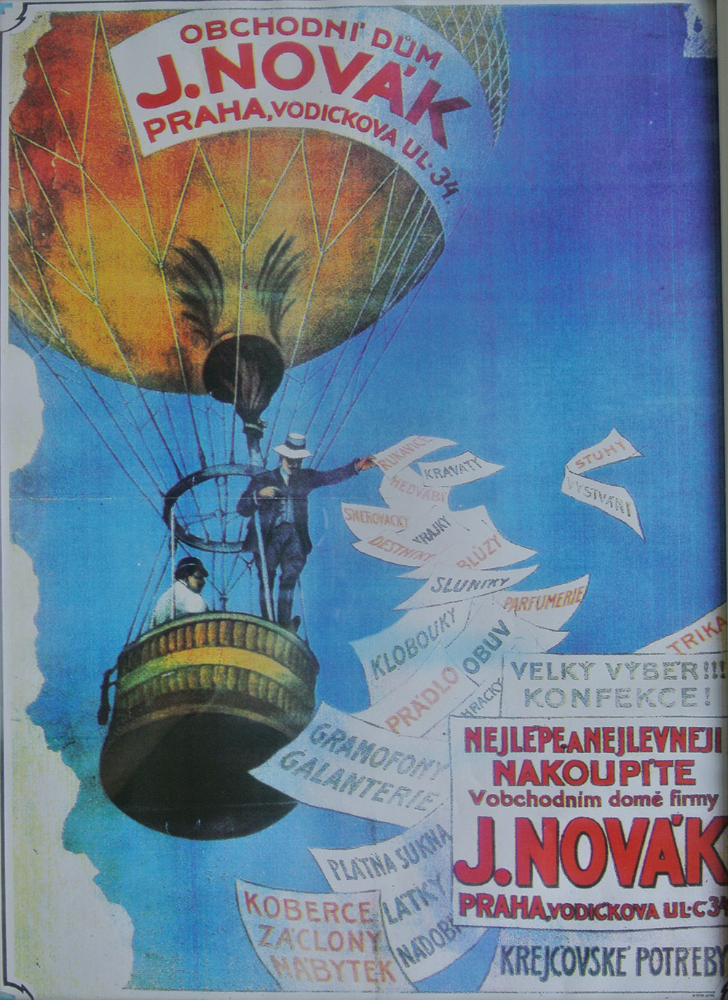 OBCHODNÍ DŮM
J. NOVÁK
PRAHA, VODIČKOVA UL. 34.
RUKAVICE
KRAVATY
HEDVÁBÍ
STUHY
VÝSTVÁNÍ
SNĚROVAČKY
KRAJKY
DEŠTNÍKY
BLŮZY
SLUNÍKY
PARFUMERIE
KLOBOUKY
OBUV
TRIKA
PRÁDLO
HRAČKY
VELKÝ VÝBĚR!!!
KONFEKCE!
GRAMOFONY
GALANTERIE
NEJLÉPE A NEJLEVNĚJI
NAKOUPÍTE
V obchodním domě firmy
J. NOVÁK
PRAHA, VODIČKOVA UL. Č 34
PLÁTNA SUKNA
LÁTKY
NÁDOBÍ
KOBERCE
ZÁCLONY
NÁBYTEK
KREJČOVSKÉ POTŘEBY